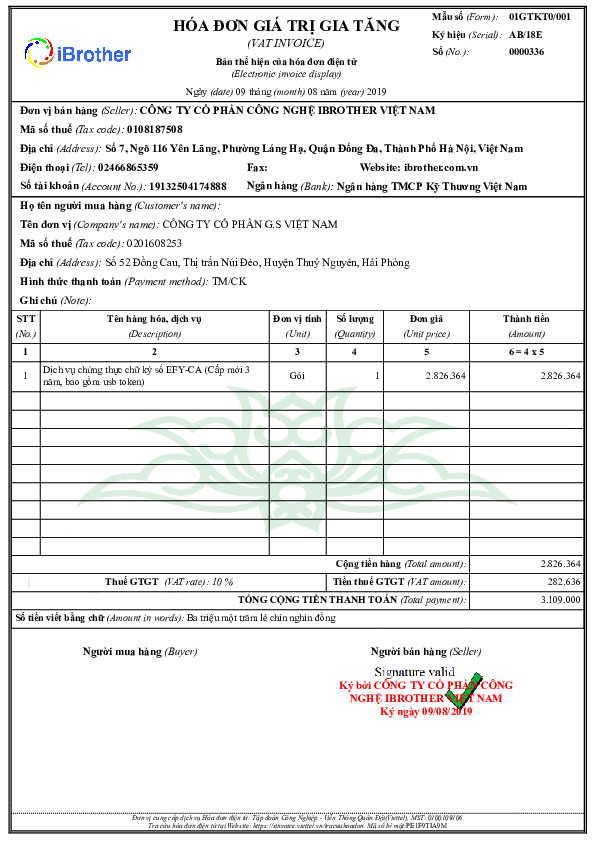 iBrother
HÓA ĐƠN GIÁ TRỊ GIA TĂNG
(VAT INVOICE)
Bản thể hiện của hóa đơn điện tử
(Electronic invoice display)
Ngày (date) 09 tháng (month) 08 năm (year) 2019
Mẫu số (Form): 01GTKT0/001
Ký hiệu (Serial): AB/18E
Số (No.): 0000336
Đơn vị bán hàng (Seller): CÔNG TY CỔ PHẦN CÔNG NGHỆ IBROTHER VIỆT NAM
Mã số thuế (Tax code): 0108187508
Địa chỉ (Address): Số 7, Ngõ 116 Yên Lãng, Phường Láng Hạ, Quận Đống Đa, Thành Phố Hà Nội, Việt Nam
Điện thoại (Tel): 02466865359 Fax: Website: ibrother.com.vn
Số tài khoản (Account No.): 19132504174888 Ngân hàng (Bank): Ngân hàng TMCP Kỹ Thương Việt Nam
Họ tên người mua hàng (Customer's name):
Tên đơn vị (Company's name): CÔNG TY CỔ PHẦN G.S VIỆT NAM
Mã số thuế (Tax code): 0201608253
Địa chỉ (Address): Số 52 Đồng Cau, Thị trấn Núi Đèo, Huyện Thuỷ Nguyên, Hải Phòng
Hình thức thanh toán (Payment method): TM/CK
Ghi chú (Note):
STT Tên hàng hóa, dịch vụ Đơn vị tính Số lượng Đơn giá Thành tiền
(No.) (Description) (Unit) (Quantity) (Unit price) (Amount)
1 2 3 4 5 6 = 4 x 5
1 Dịch vụ chứng thực chữ ký số EFY-CA (Cấp mới 3 Gói 1 2.826.364 2.826.364
năm, bao gồm usb token)
Cộng tiền hàng (Total amount): 2.826.364
Thuế GTGT (VAT rate): 10 % Tiền thuế GTGT (VAT amount): 282.636
TỔNG CỘNG TIỀN THANH TOÁN (Total payment): 3.109.000
Số tiền viết bằng chữ (Amount in words): Ba triệu một trăm lẻ chín nghìn đồng
Người mua hàng (Buyer) Người bán hàng (Seller)
Signature valid
Ký bởi CÔNG TY CỔ PHẦN CÔNG
NGHỆ IBROTHER VIỆT NAM
Ký ngày 09/08/2019
Đơn vị cung cấp dịch vụ Hóa đơn điện tử: Tập đoàn Công Nghiệp - Viễn Thông Quân Đội(Viettel), MST: 0100109106
Tra cứu hóa đơn điện tử tại Website: https://sinvoice.viettel.vn/tracuuhoadon. Mã số bí mật: